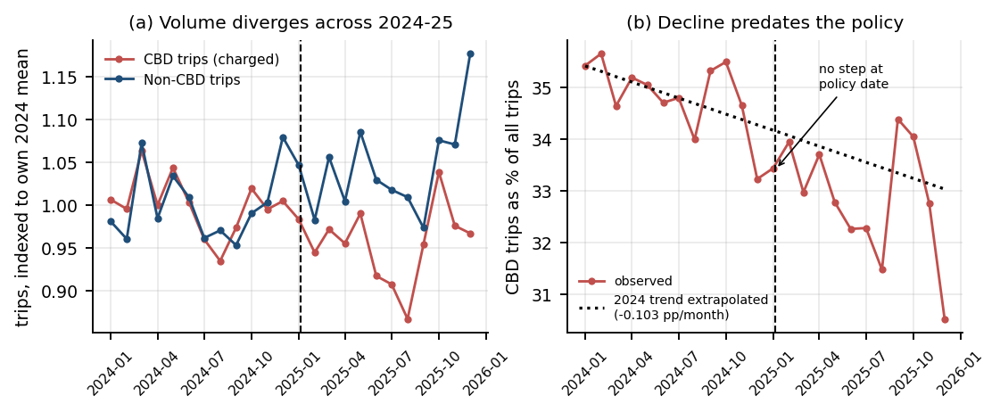 (a) Volume diverges across 2024-25
trips, indexed to own 2024 mean
CBD trips (charged)
Non-CBD trips
1.15
1.10
1.05
1.00
0.95
0.90
2024-01
2024-04
2024-07
2024-10
2025-01
2025-04
2025-07
2025-10
2026-01
(b) Decline predates the policy
CBD trips as % of all trips
35
34
33
32
31
no step at
policy date
observed
2024 trend extrapolated
(-0.103 pp/month)
2024-01
2024-04
2024-07
2024-10
2025-01
2025-04
2025-07
2025-10
2026-01